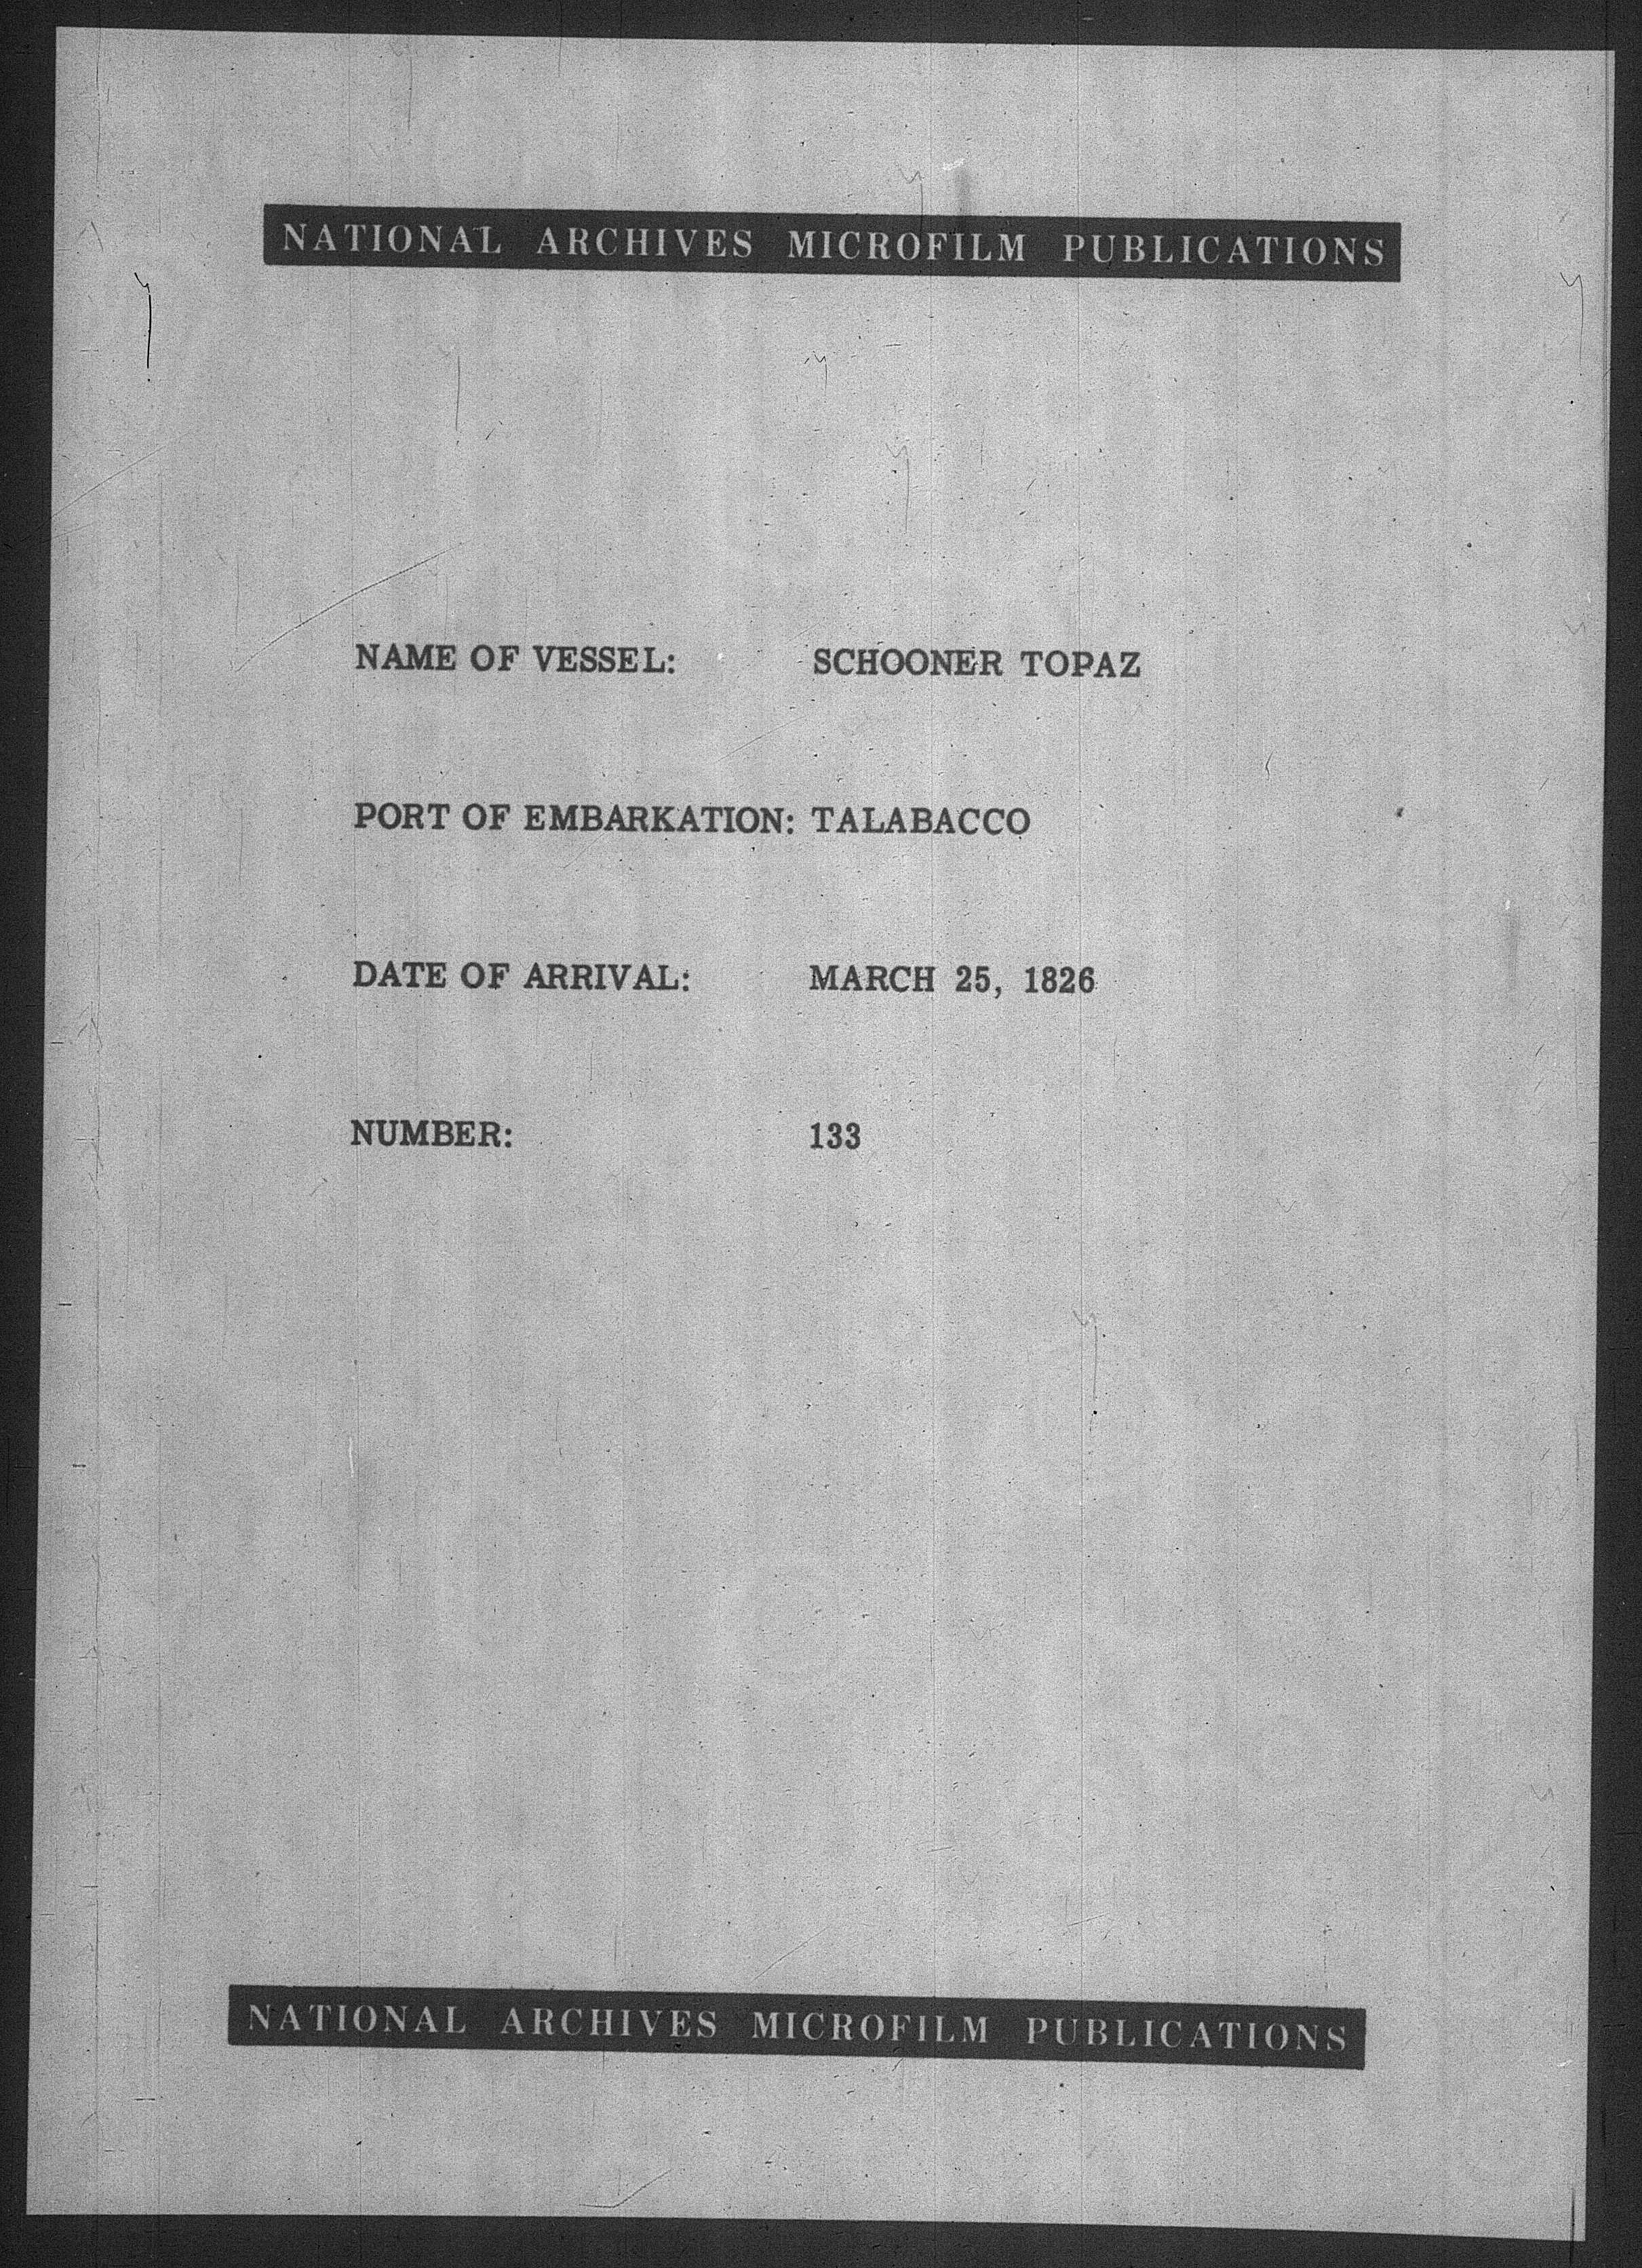 NATIONAL ARCHIVES MICROFILM PUBLICATIONS
NAME OF VESSEL: SCHOONER TOPAZ
PORT OF EMBARKATION: TALABACCO
DATE OF ARRIVAL: MARCH 25, 1826
NUMBER: 133
NATIONAL ARCHIVES MICROFILM PUBLICATIONS